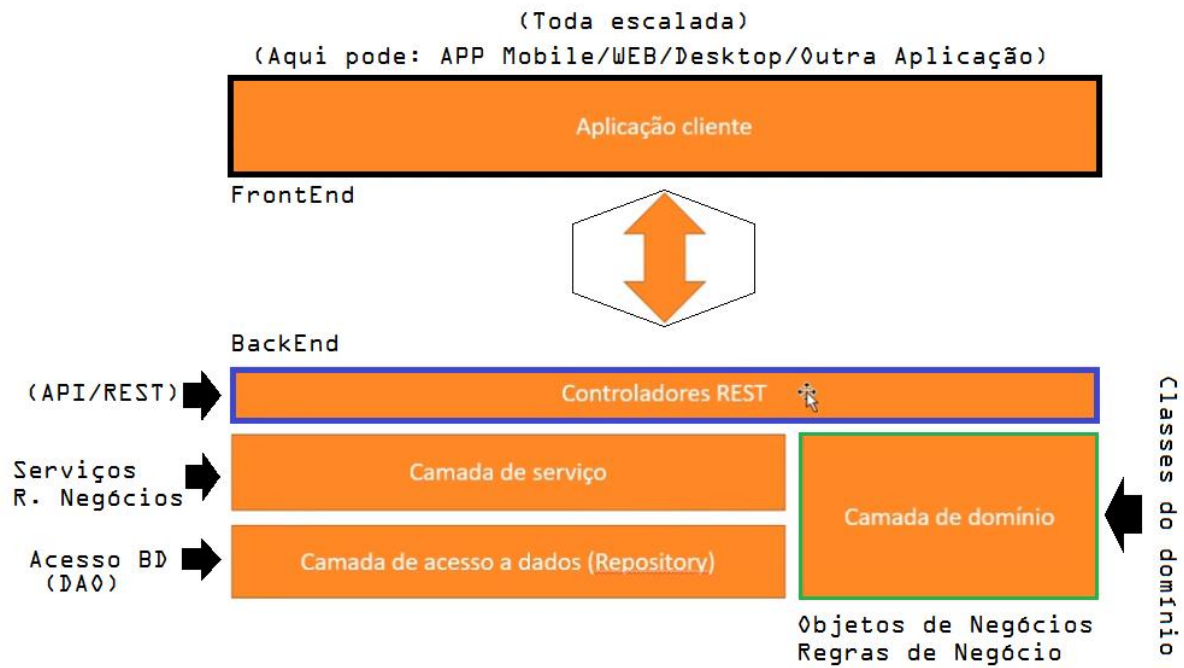 (Toda escalada)
(Aqui pode: APP Mobile/WEB/Desktop/Outra Aplicação)
Aplicação cliente
FrontEnd
BackEnd
(API/REST)
Controladores REST
Serviços
R. Negócios
Camada de serviço
Acesso BD
(DAO)
Camada de acesso a dados (Repository)
Camada de domínio
Classes do domínio
Objetos de Negócios
Regras de Negócio